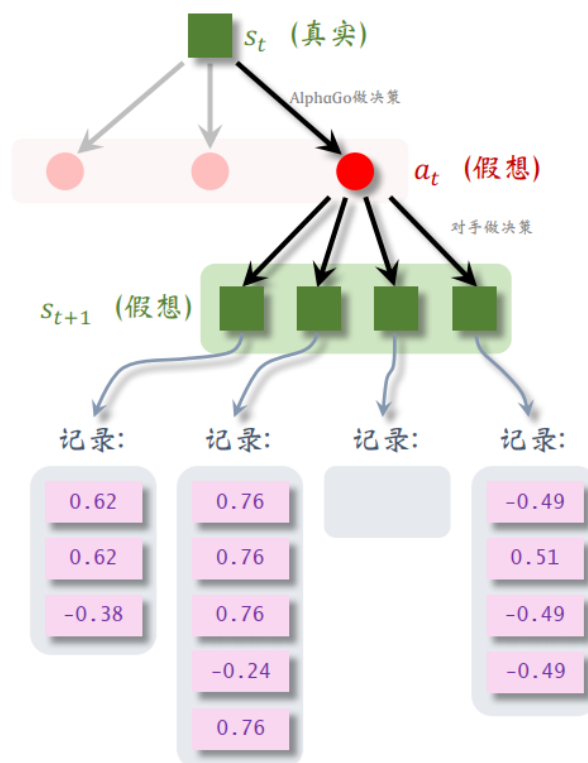 s_t (真实)
AlphaGo做决策
a_t (假想)
对手做决策
s_{t+1} (假想)
记录: 记录: 记录: 记录:
0.62 0.76 -0.49
0.62 0.76 0.51
-0.38 0.76 -0.49
-0.24 -0.49
0.76